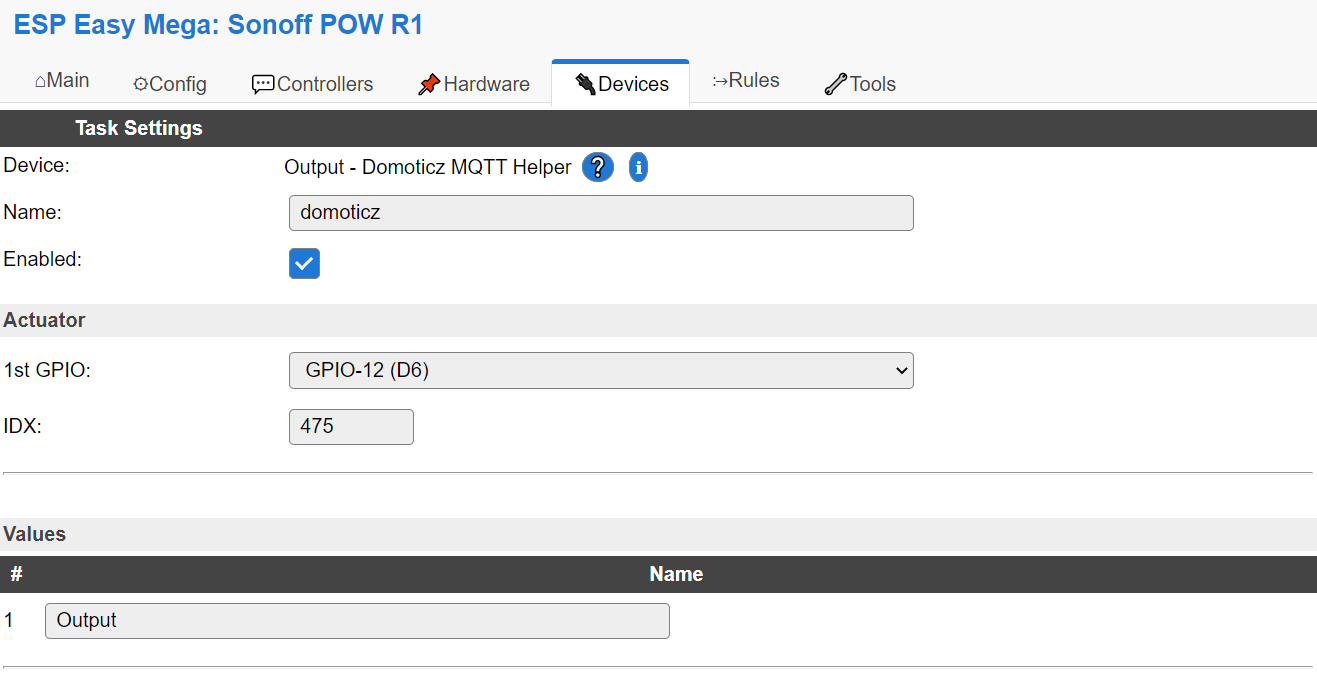 ESP Easy Mega: Sonoff POW R1
⌂Main ⚙Config 💬Controllers 📌Hardware 🔌Devices Rules 🔧Tools
Task Settings
Device: Output - Domoticz MQTT Helper ? i
Name: domoticz
Enabled:
Actuator
1st GPIO: GPIO-12 (D6)
IDX: 475
Values
# Name
1 Output